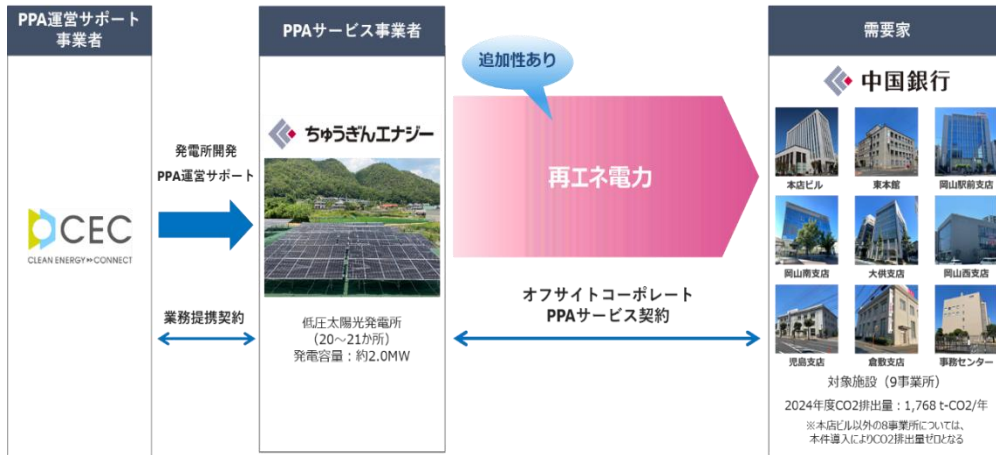 PPA運営サポート
事業者
PPAサービス事業者
需要家
追加性あり
中国銀行
ちゅうぎんエナジー
発電所開発
PPA運営サポート
再エネ電力
本店ビル
東本館
岡山駅前支店
CEC
CLEAN ENERGY CONNECT
岡山南支店
大供支店
岡山西支店
業務提携契約
低圧太陽光発電所
(20～21か所)
発電容量：約2.0MW
オフサイトコーポレート
PPAサービス契約
児島支店
倉敷支店
事務センター
対象施設（9事業所）
2024年度CO2排出量：1,768 t-CO2/年
※本店ビル以外の8事業所については、
本件導入によりCO2排出量ゼロとなる